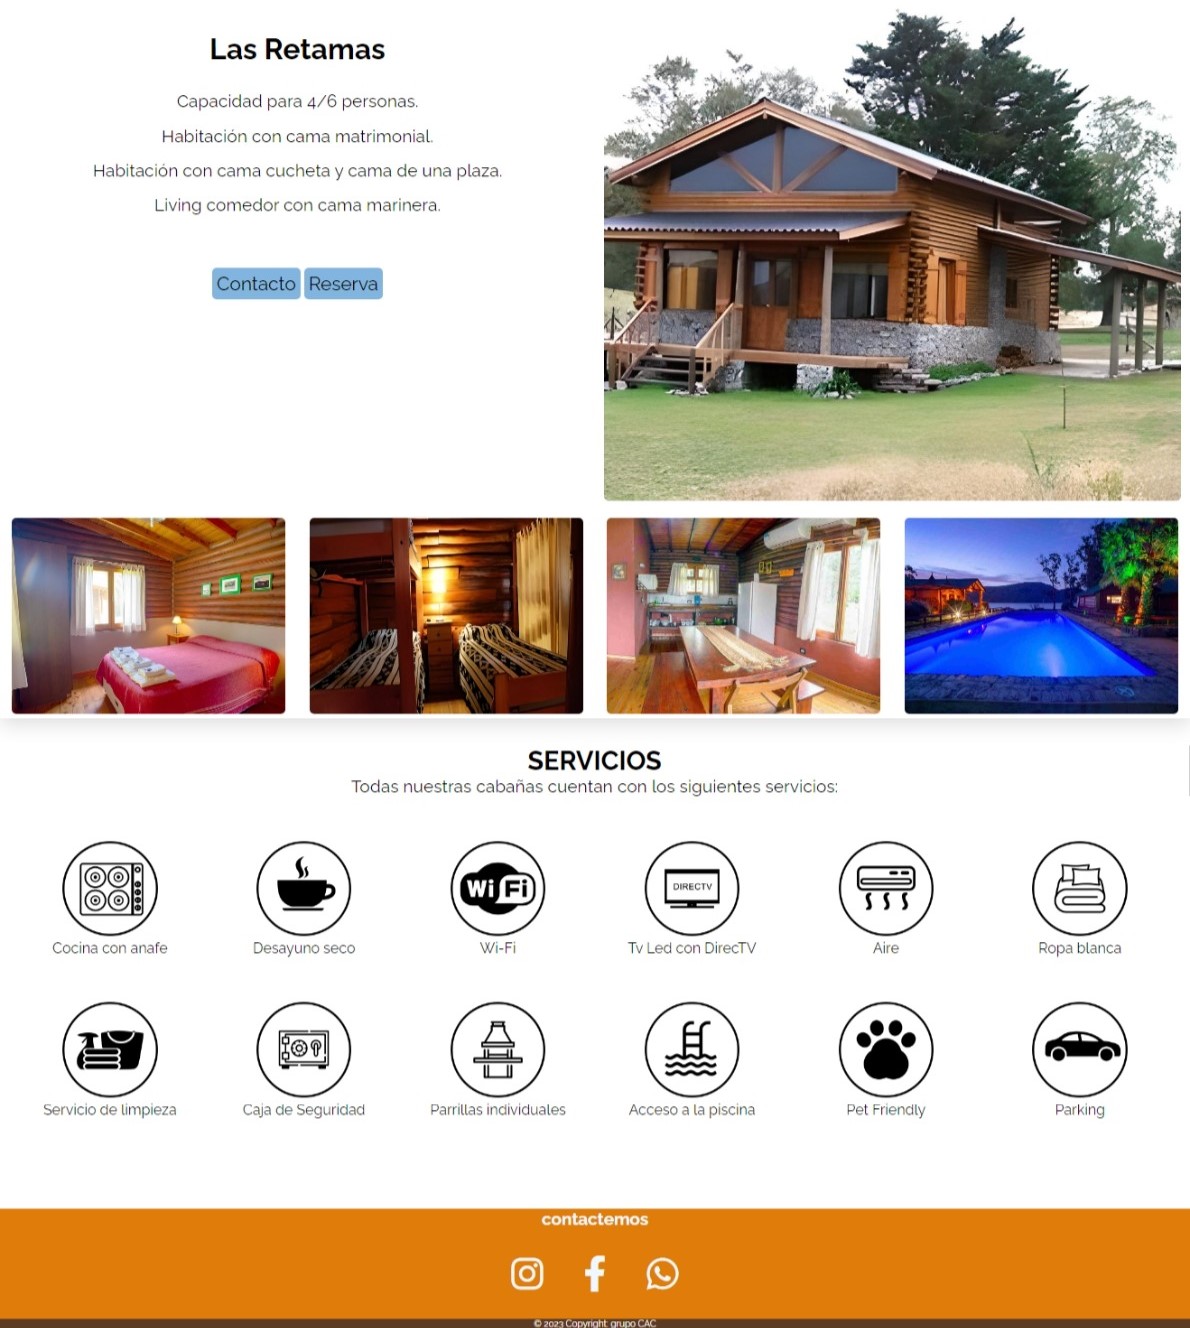 Las Retamas
Capacidad para 4/6 personas.
Habitación con cama matrimonial.
Habitación con cama cucheta y cama de una plaza.
Living comedor con cama marinera.
Contacto Reserva
SERVICIOS
Todas nuestras cabañas cuentan con los siguientes servicios:
Wi Fi
DIRECTV
Cocina con anafe
Desayuno seco
Wi-Fi
Tv Led con DirecTV
Aire
Ropa blanca
Servicio de limpieza
Caja de Seguridad
Parrillas individuales
Acceso a la piscina
Pet Friendly
Parking
contactemos
© 2023 Copyright: grupo CAC